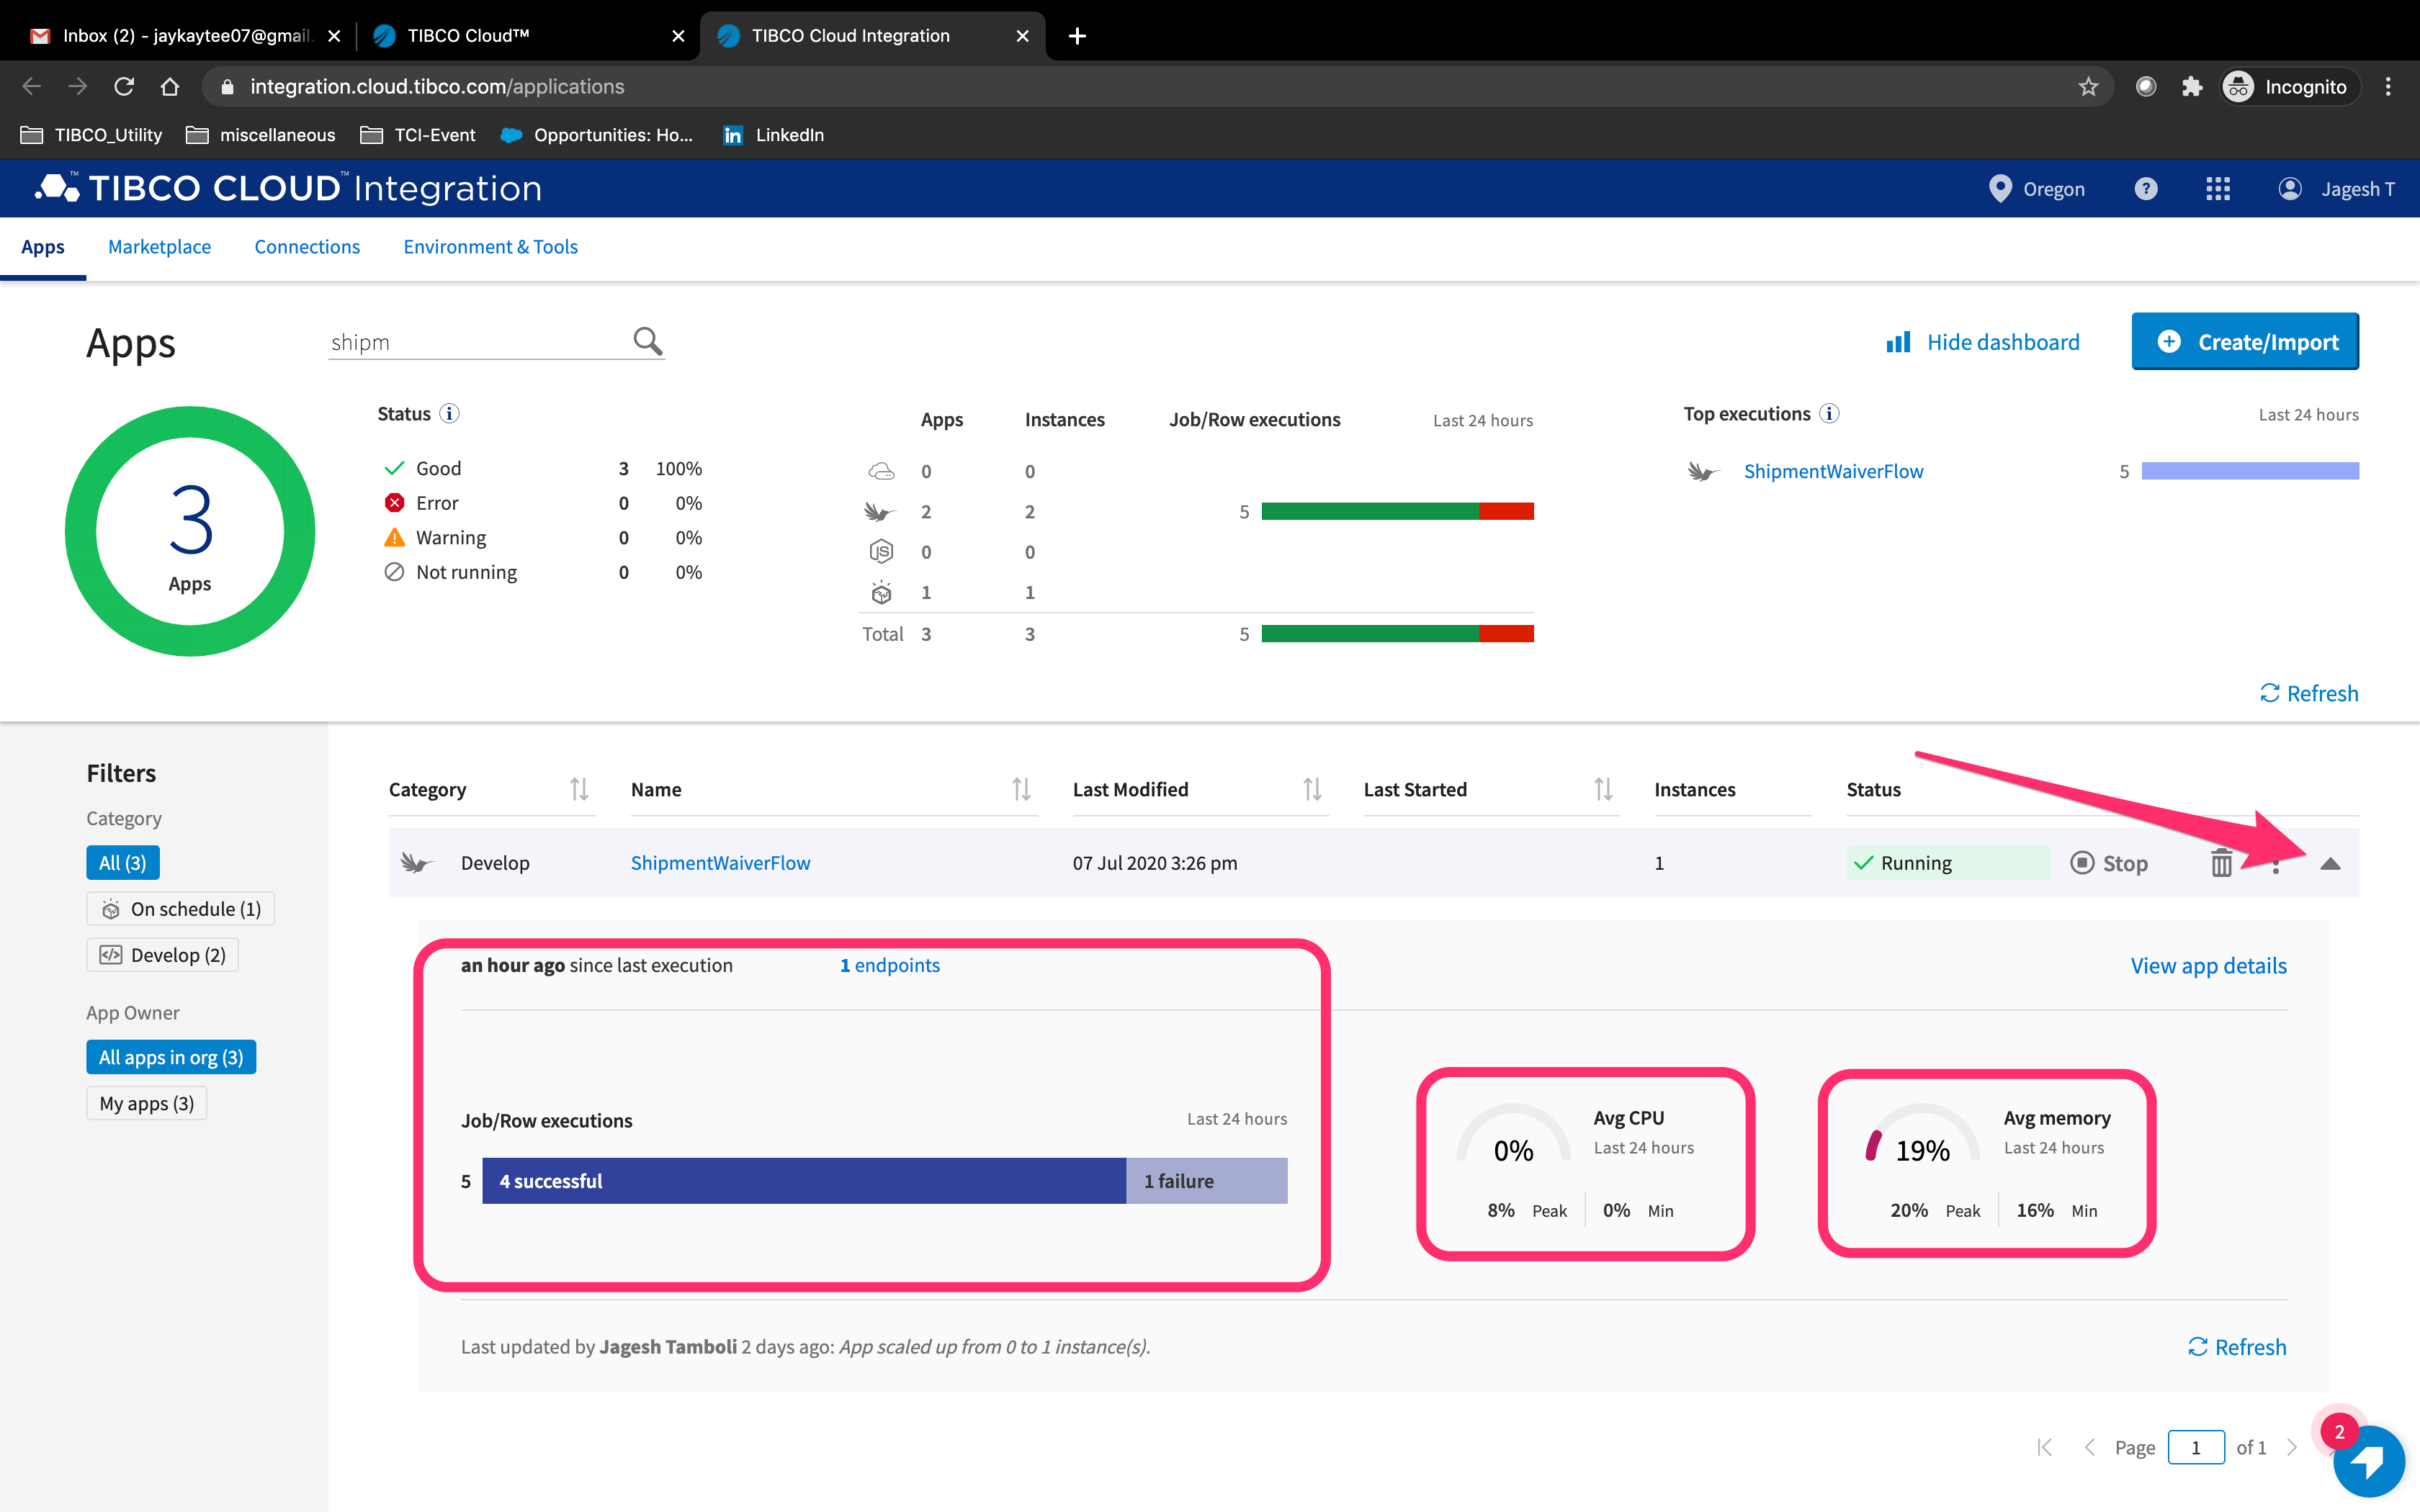 Inbox (2) - jaykaytee07@gmail.
TIBCO Cloud™
TIBCO Cloud Integration
integration.cloud.tibco.com/applications
Incognito
TIBCO_Utility
miscellaneous
TCI-Event
Opportunities: Ho...
LinkedIn
TIBCO CLOUD™ Integration
Oregon
Jagesh T
Apps
Marketplace
Connections
Environment & Tools
Apps
shipm
Hide dashboard
Create/Import
3
Apps
Status
Good 3 100%
Error 0 0%
Warning 0 0%
Not running 0 0%
Apps Instances Job/Row executions Last 24 hours
0 0
2 2 5
JS 0 0
1 1
Total 3 3 5
Top executions Last 24 hours
ShipmentWaiverFlow 5
Refresh
Filters
Category
All (3)
On schedule (1)
Develop (2)
App Owner
All apps in org (3)
My apps (3)
Category Name Last Modified Last Started Instances Status
Develop ShipmentWaiverFlow 07 Jul 2020 3:26 pm 1 Running Stop
an hour ago since last execution 1 endpoints
View app details
Job/Row executions Last 24 hours
5 4 successful 1 failure
0%
Avg CPU
Last 24 hours
8% Peak 0% Min
19%
Avg memory
Last 24 hours
20% Peak 16% Min
Last updated by Jagesh Tamboli 2 days ago: App scaled up from 0 to 1 instance(s).
Refresh
Page 1 of 1
2